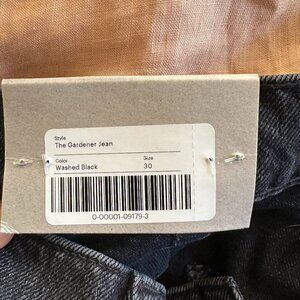 Style
The Gardener Jean
Color Size
Washed Black 30
0-00001-09179-3